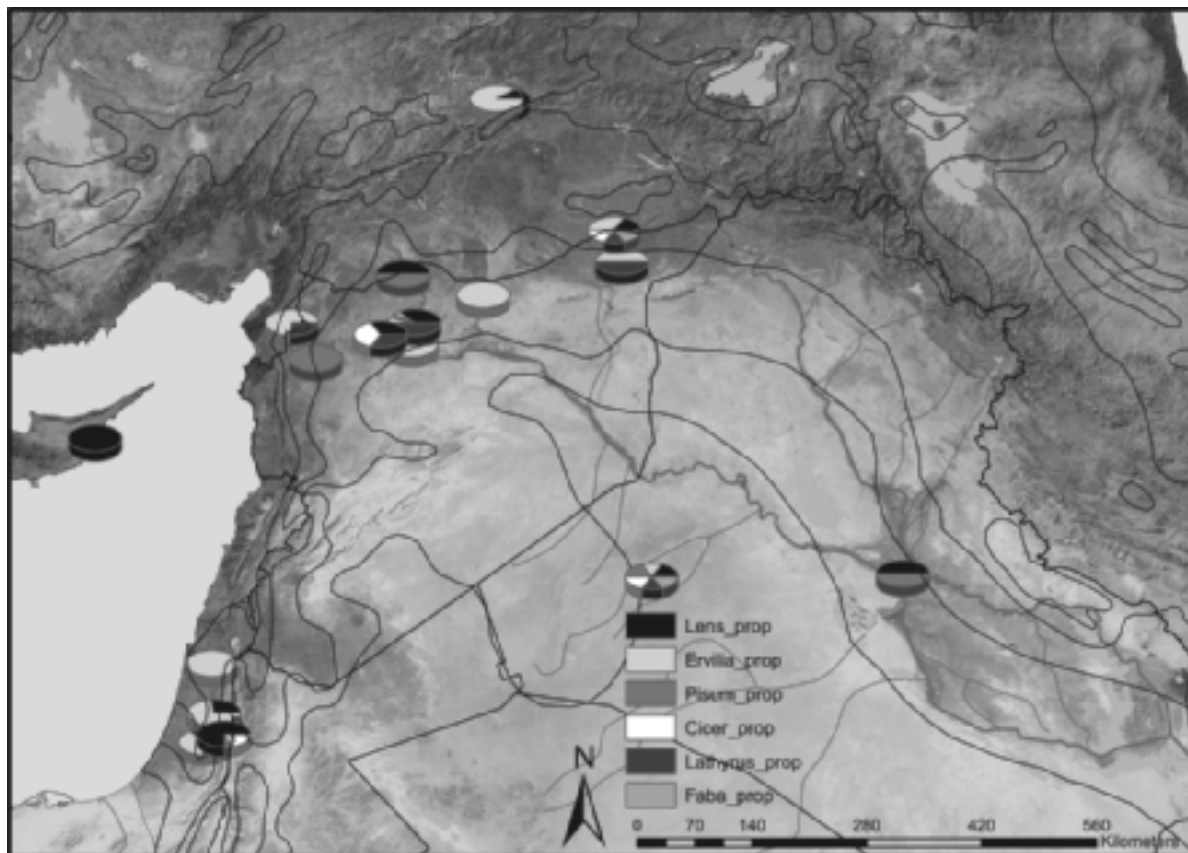 Lens_prop
Ervilia_prop
Pisum_prop
Cicer_prop
Lathyrus_prop
Faba_prop
N
0 70 140 280 420 560
Kilometers